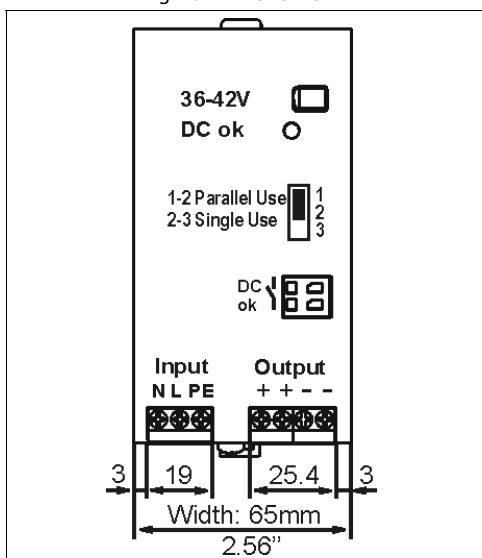 36-42V
DC ok
1-2 Parallel Use
2-3 Single Use
1
2
3
DC
ok
Input
Output
N L PE
+ + - -
3
19
25.4
3
Width: 65mm
2.56"